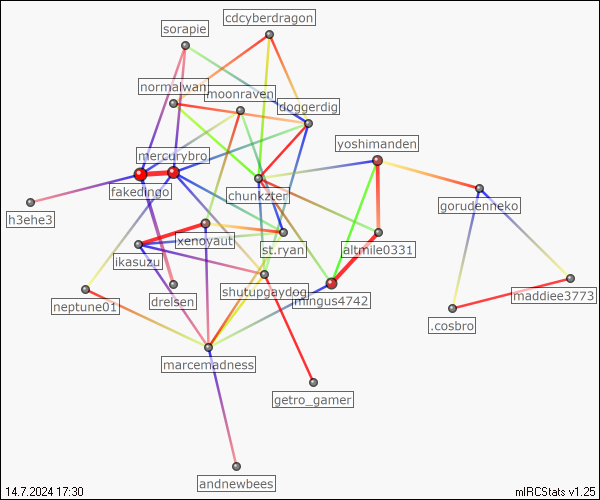 cdcyberdragon
sorapie
normalwan
moonraven
doggerdig
yoshimanden
mercurybro
fakedingo
chunkzter
gorudenneko
h3ehe3
xenoyaut
st.ryan
altmile0331
ikasuzu
shutupgaydog
mingus4742
maddiee3773
neptune01
drelsen
.cosbro
marcemadness
getro_gamer
andnewbees
14.7.2024 17:30
mIRCStats v1.25